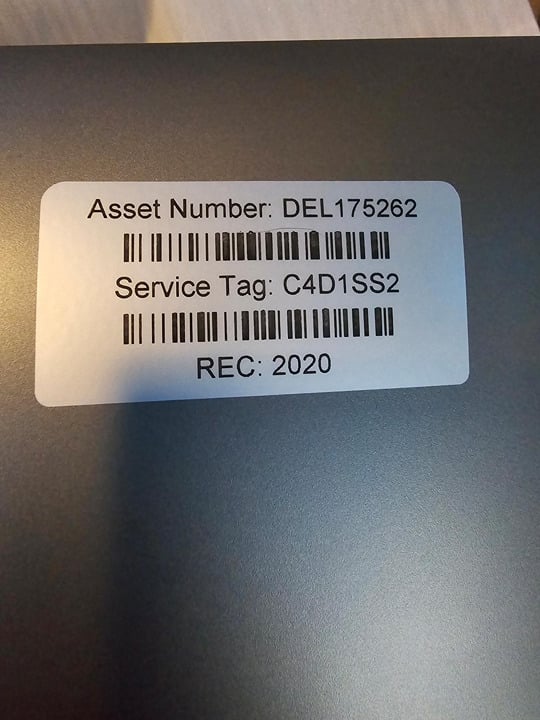 Asset Number: DEL175262
Service Tag: C4D1SS2
REC: 2020